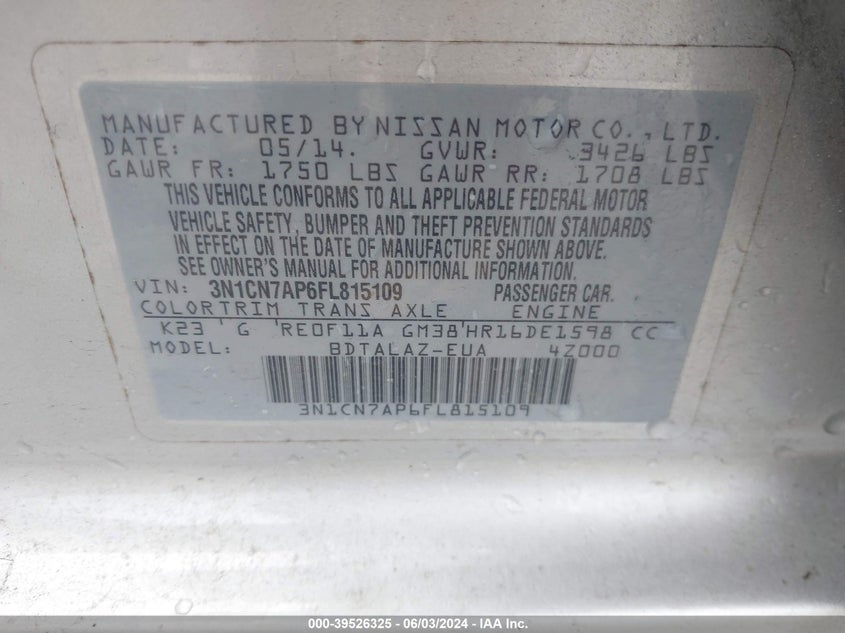 MANUFACTURED BY NISSAN MOTOR CO., LTD.
DATE: 05/14. GVWR: 3426 LBS
GAWR FR: 1750 LBS GAWR RR: 1708 LBS
THIS VEHICLE CONFORMS TO ALL APPLICABLE FEDERAL MOTOR
VEHICLE SAFETY, BUMPER AND THEFT PREVENTION STANDARDS
IN EFFECT ON THE DATE OF MANUFACTURE SHOWN ABOVE.
SEE OWNER'S MANUAL FOR ADDITIONAL INFORMATION
VIN: 3N1CN7AP6FL815109 PASSENGER CAR.
COLORTRIM TRANS AXLE ENGINE
K23 ' G 'RE0F11A GM38'HR16DE1598 CC
MODEL: BDTALAZ-EUA 4Z000
3N1CN7AP6FL815109
000-39526325 - 06/03/2024 - IAA Inc.